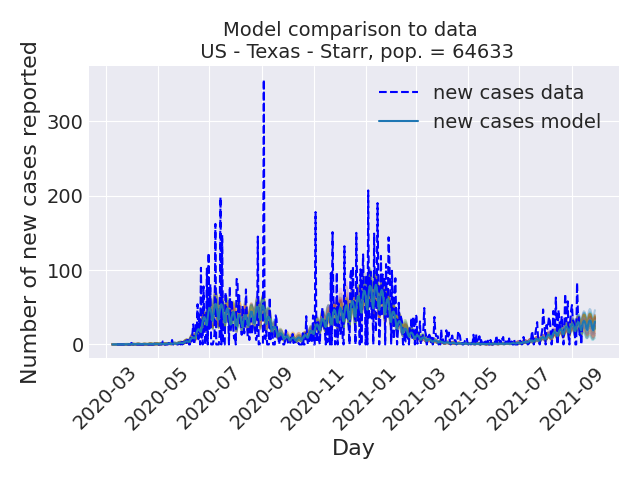 Model comparison to data
US - Texas - Starr, pop. = 64633
Number of new cases reported
300
200
100
0
new cases data
new cases model
2020-03
2020-05
2020-07
2020-09
2020-11
2021-01
2021-03
2021-05
2021-07
2021-09
Day